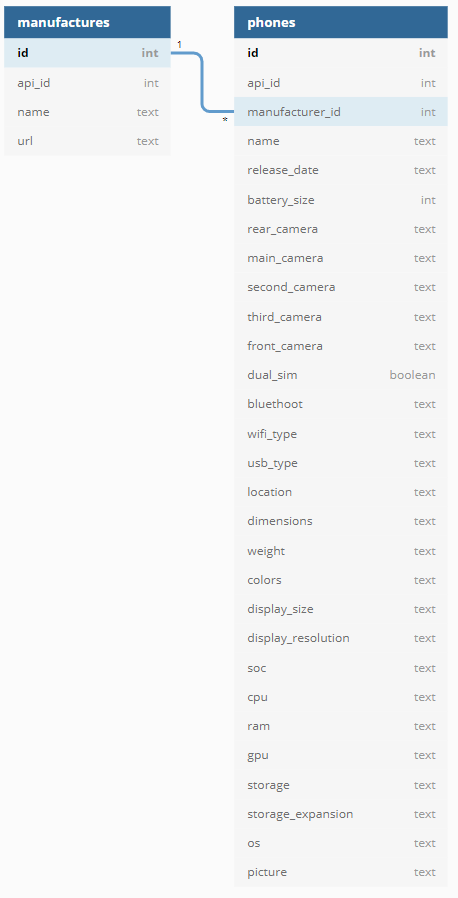 manufactures
id int
api_id int
name text
url text
1
*
phones
id int
api_id int
manufacturer_id int
name text
release_date text
battery_size int
rear_camera text
main_camera text
second_camera text
third_camera text
front_camera text
dual_sim boolean
bluethoot text
wifi_type text
usb_type text
location text
dimensions text
weight text
colors text
display_size text
display_resolution text
soc text
cpu text
ram text
gpu text
storage text
storage_expansion text
os text
picture text